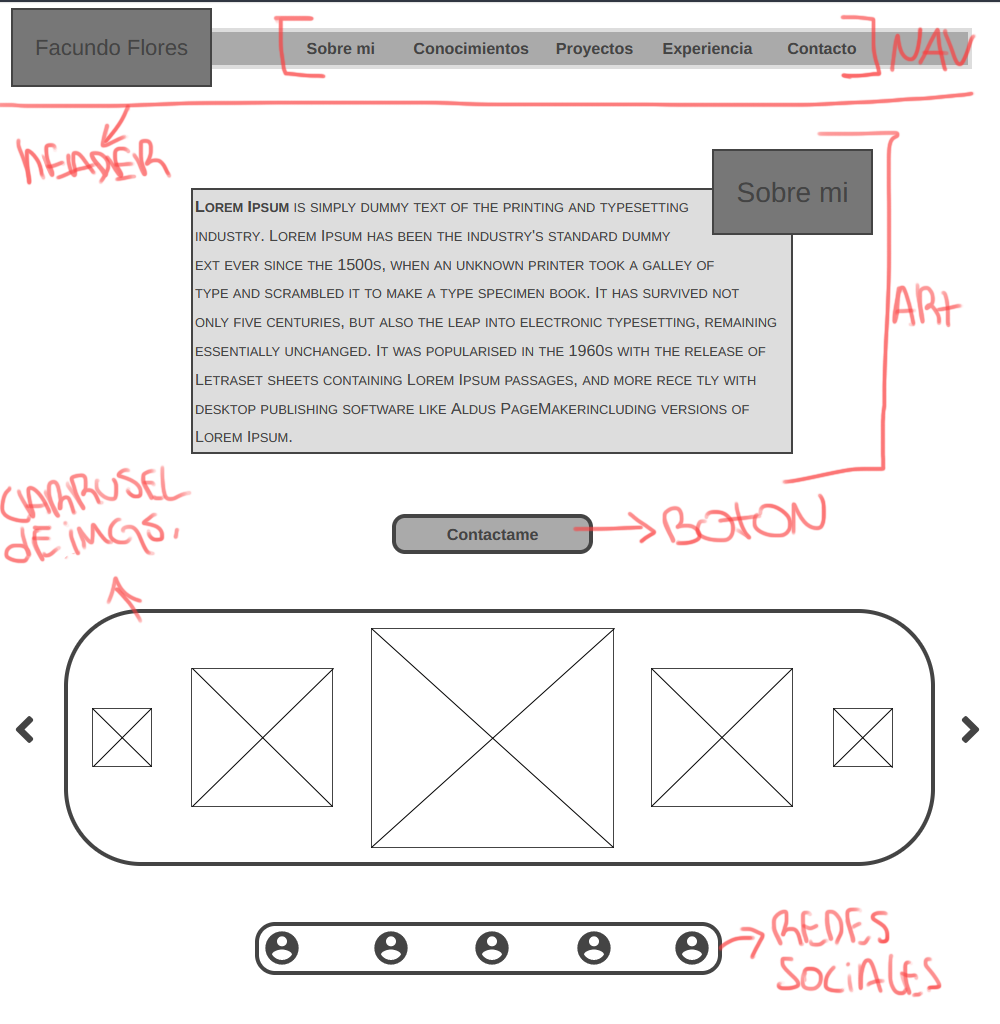 Facundo Flores
Sobre mi Conocimientos Proyectos Experiencia Contacto
NAV
HEADER
Sobre mi
Lorem Ipsum is simply dummy text of the printing and typesetting
industry. Lorem Ipsum has been the industry's standard dummy
ext ever since the 1500s, when an unknown printer took a galley of
type and scrambled it to make a type specimen book. It has survived not
only five centuries, but also the leap into electronic typesetting, remaining
essentially unchanged. It was popularised in the 1960s with the release of
Letraset sheets containing Lorem Ipsum passages, and more rece tly with
desktop publishing software like Aldus PageMakerincluding versions of
Lorem Ipsum.
ARt
CARRUSEL
dE imgs.
Contactame
BOtON
REDES
SOCiALES